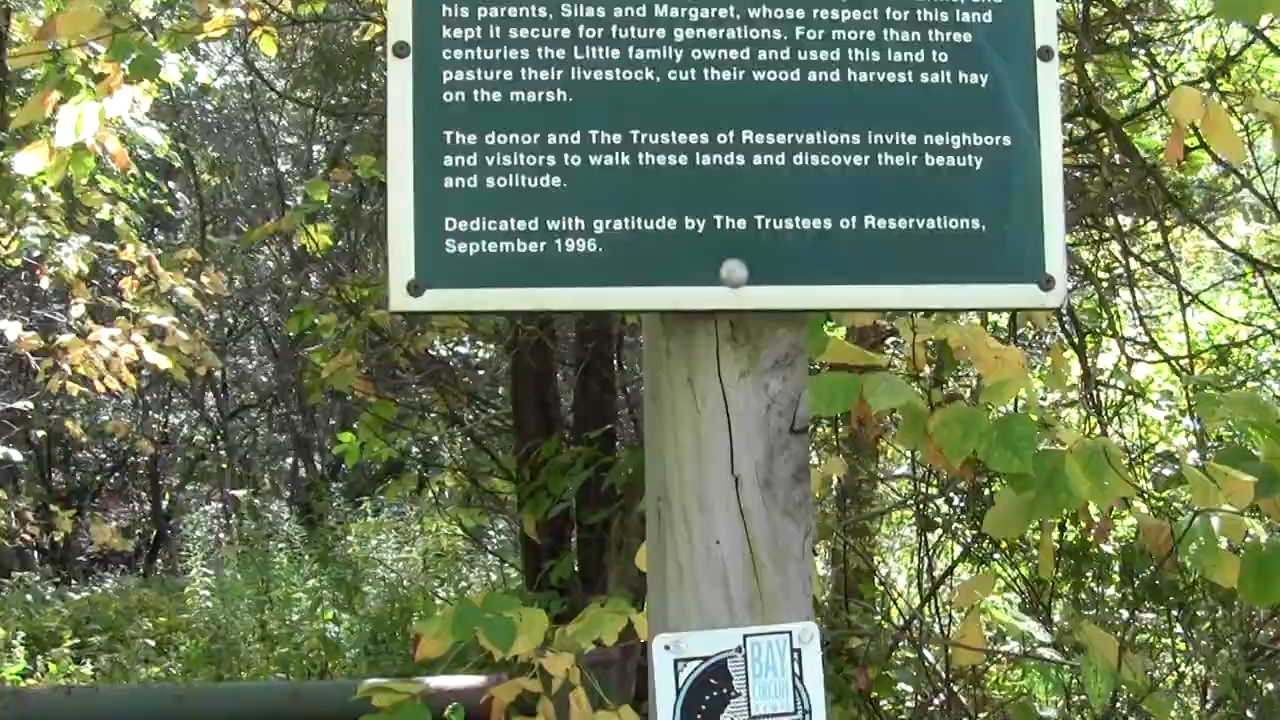 his parents, Silas and Margaret, whose respect for this land
kept it secure for future generations. For more than three
centuries the Little family owned and used this land to
pasture their livestock, cut their wood and harvest salt hay
on the marsh.
The donor and The Trustees of Reservations invite neighbors
and visitors to walk these lands and discover their beauty
and solitude.
Dedicated with gratitude by The Trustees of Reservations,
September 1996.
BAY
CIRCUIT